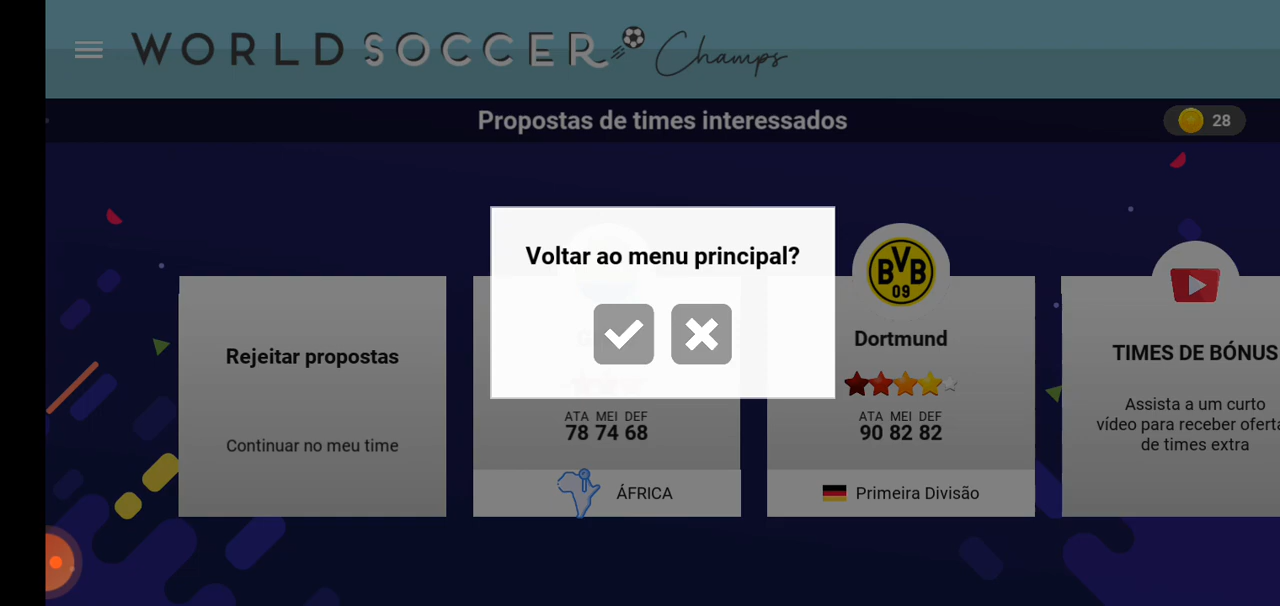 WORLD SOCCER Champs
Propostas de times interessados
28
Voltar ao menu principal?
Rejeitar propostas
Continuar no meu time
ATA MEI DEF
78 74 68
ÁFRICA
BVB
09
Dortmund
ATA MEI DEF
90 82 82
Primeira Divisão
TIMES DE BÓNUS
Assista a um curto
vídeo para receber oferta
de times extra